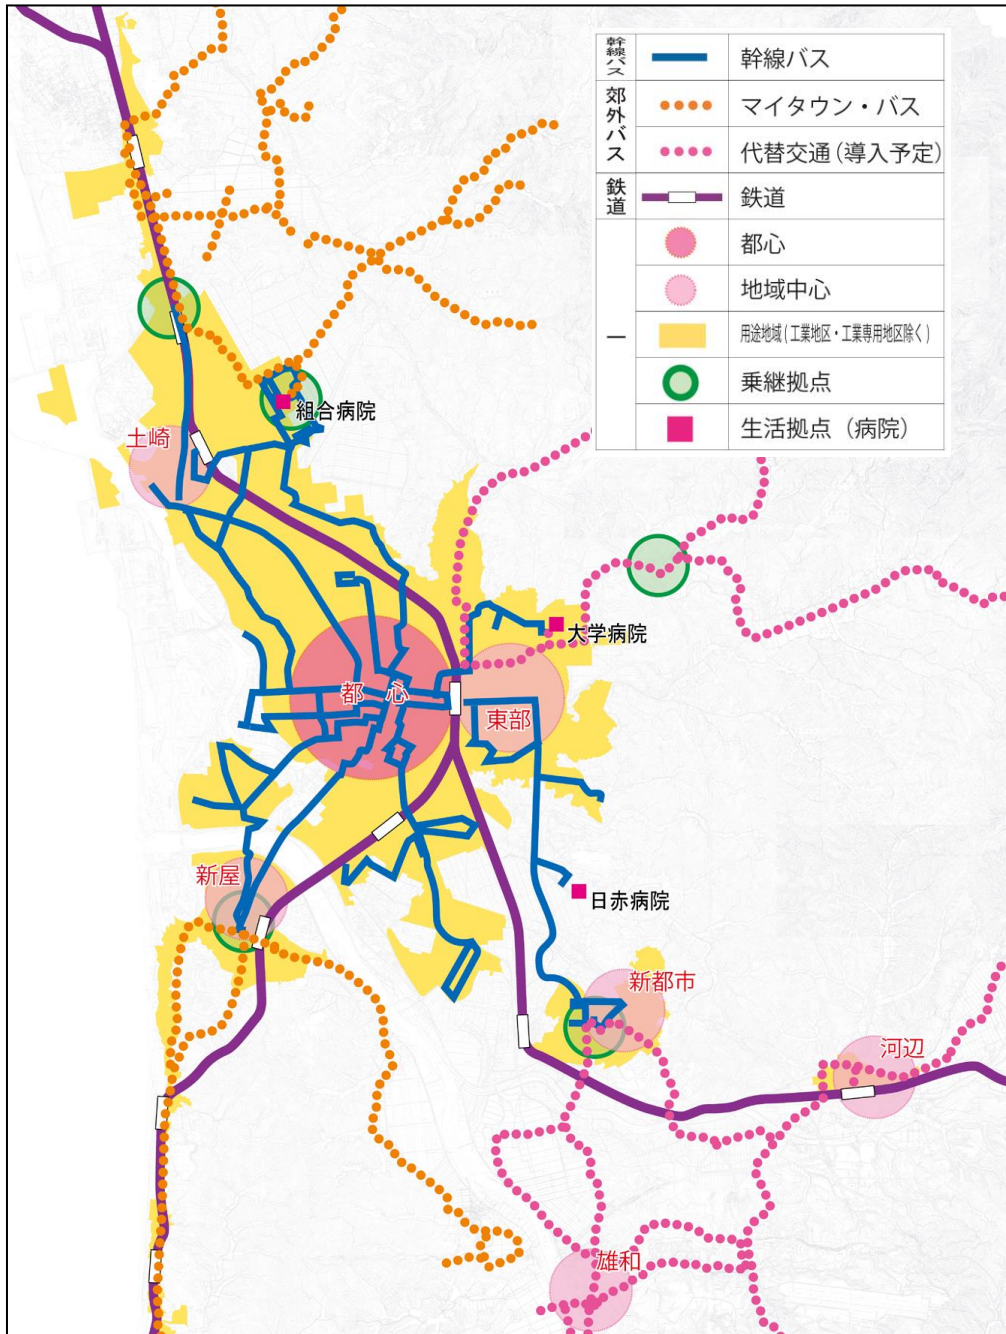 幹線バス
幹線バス
郊外バス
マイタウン・バス
代替交通（導入予定）
鉄道
鉄道
都心
地域中心
ー
用途地域（工業地区・工業専用地区除く）
乗継拠点
生活拠点（病院）
組合病院
土崎
大学病院
都心
東部
新屋
日赤病院
新都市
河辺
雄和